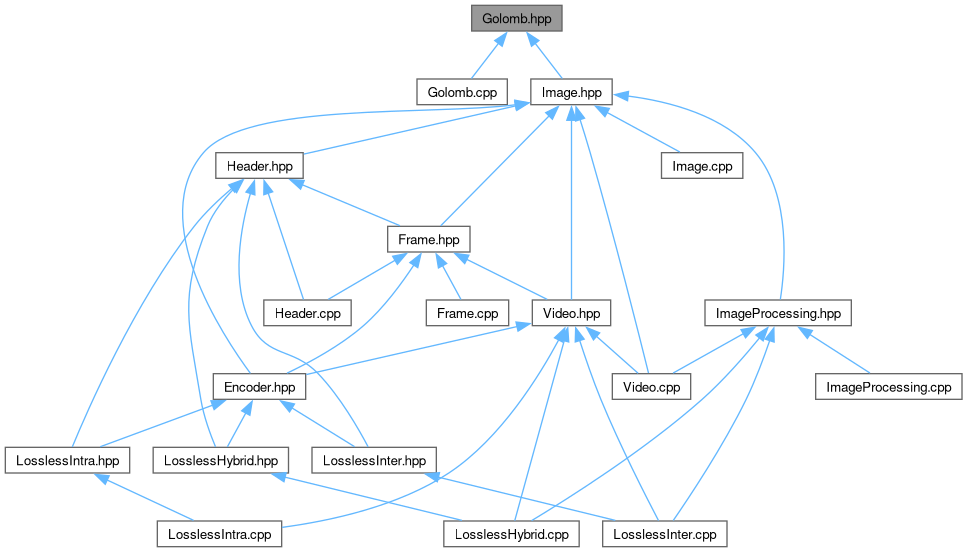 Golomb.hpp
Golomb.cpp
Image.hpp
Header.hpp
Image.cpp
Frame.hpp
Header.cpp
Frame.cpp
Video.hpp
ImageProcessing.hpp
Encoder.hpp
Video.cpp
ImageProcessing.cpp
LosslessIntra.hpp
LosslessHybrid.hpp
LosslessInter.hpp
LosslessIntra.cpp
LosslessHybrid.cpp
LosslessInter.cpp